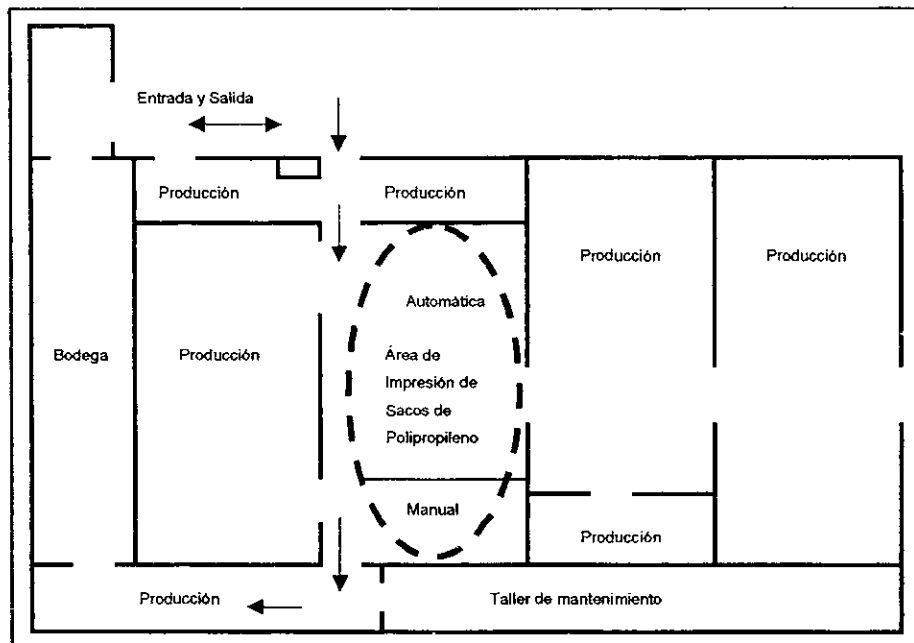 Entrada y Salida
Producción
Producción
Producción
Producción
Automática
Bodega
Producción
Área de
Impresión de
Sacos de
Polipropileno
Manual
Producción
Producción
Taller de mantenimiento